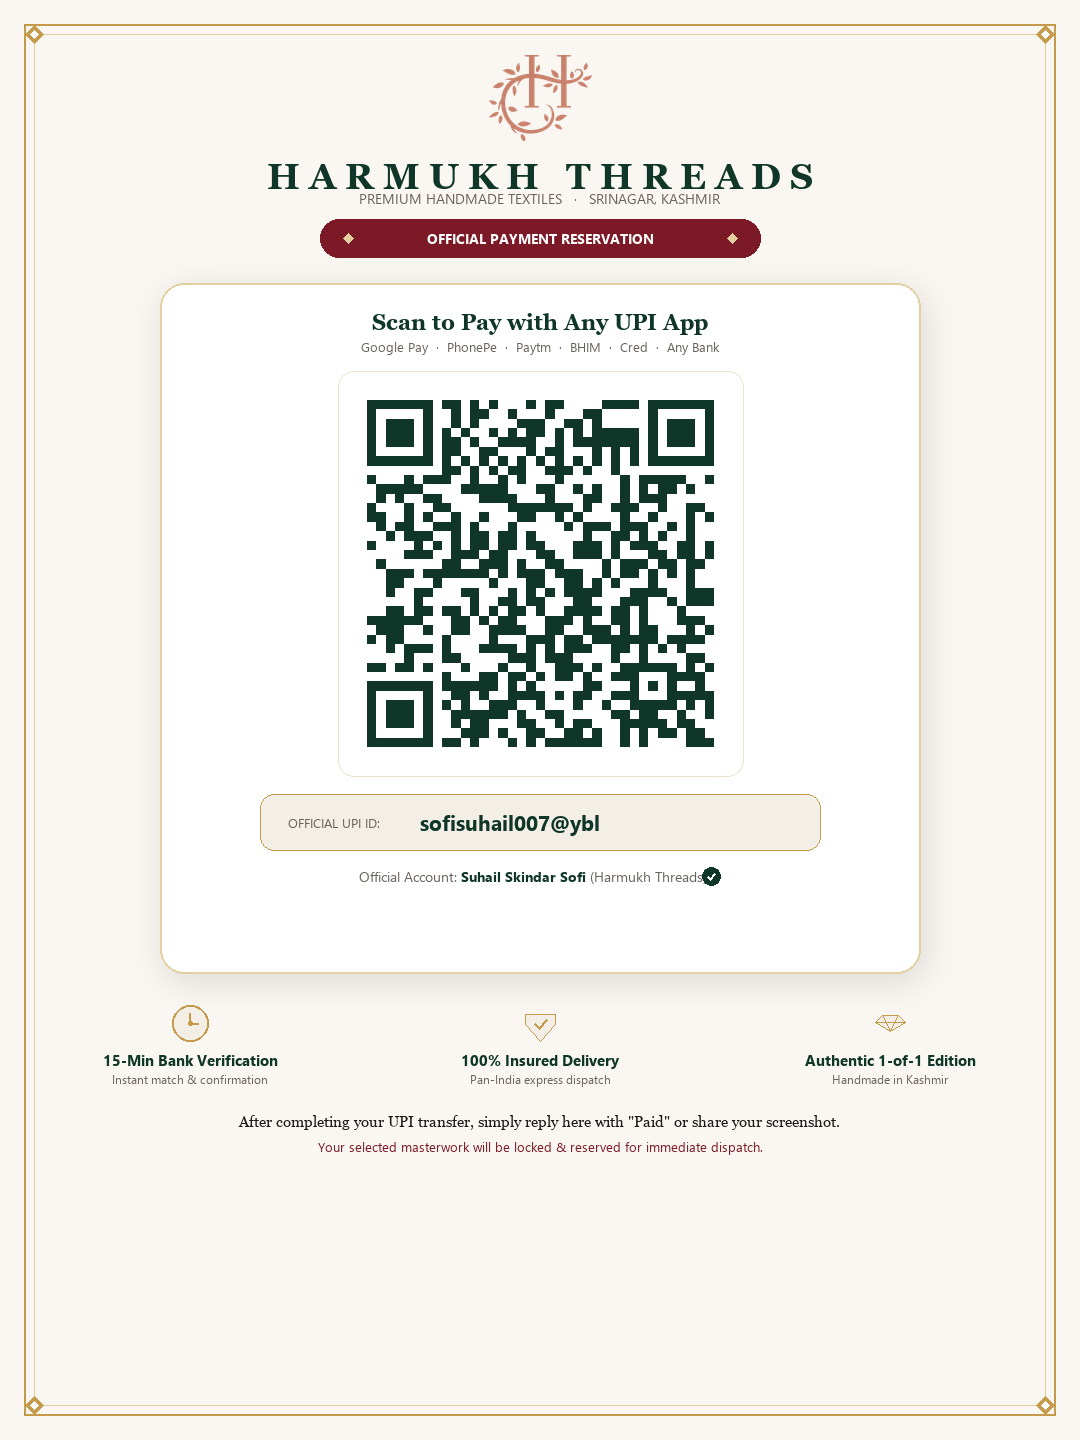 HARMUKH THREADS
PREMIUM HANDMADE TEXTILES · SRINAGAR, KASHMIR
OFFICIAL PAYMENT RESERVATION
Scan to Pay with Any UPI App
Google Pay · PhonePe · Paytm · BHIM · Cred · Any Bank
OFFICIAL UPI ID: sofisuhail007@ybl
Official Account: Suhail Skindar Sofi (Harmukh Threads
15-Min Bank Verification
Instant match & confirmation
100% Insured Delivery
Pan-India express dispatch
Authentic 1-of-1 Edition
Handmade in Kashmir
After completing your UPI transfer, simply reply here with "Paid" or share your screenshot.
Your selected masterwork will be locked & reserved for immediate dispatch.